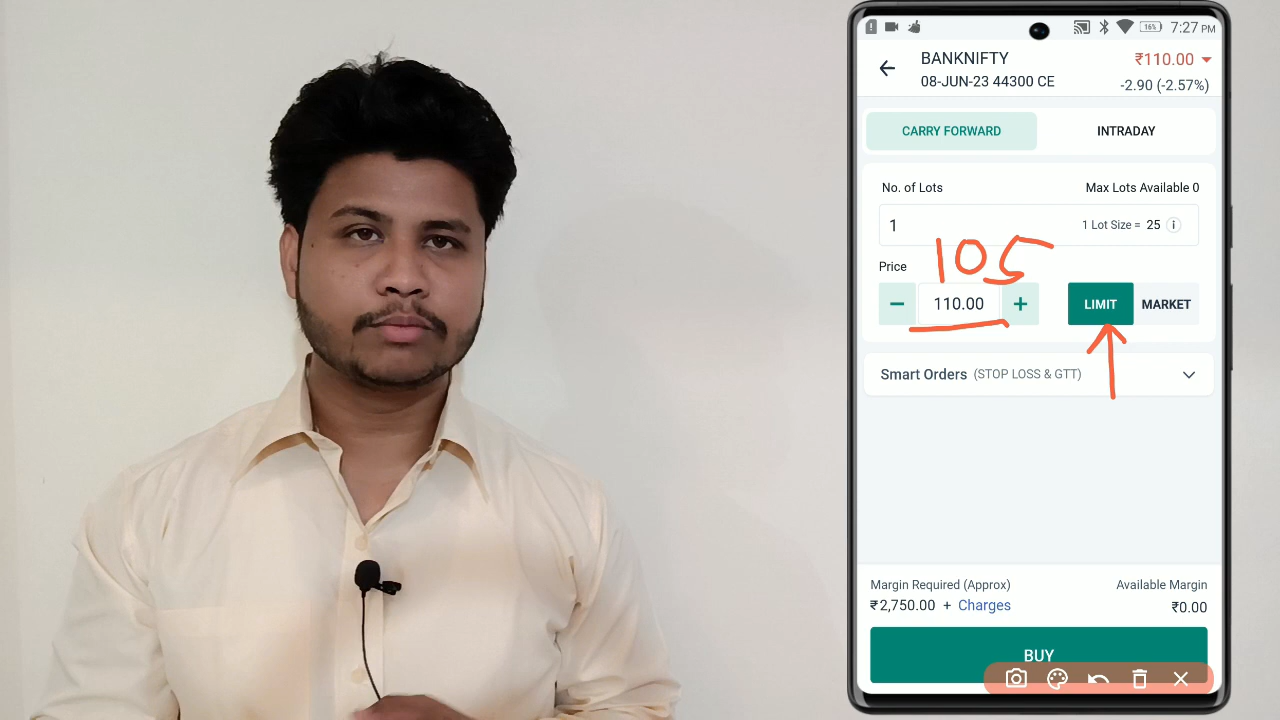 16% 7:27 PM
BANKNIFTY ₹110.00
08-JUN-23 44300 CE -2.90 (-2.57%)
CARRY FORWARD INTRADAY
No. of Lots Max Lots Available 0
1 1 Lot Size = 25 i
105
Price
− 110.00 + LIMIT MARKET
Smart Orders (STOP LOSS & GTT)
Margin Required (Approx) Available Margin
₹2,750.00 + Charges ₹0.00
BUY